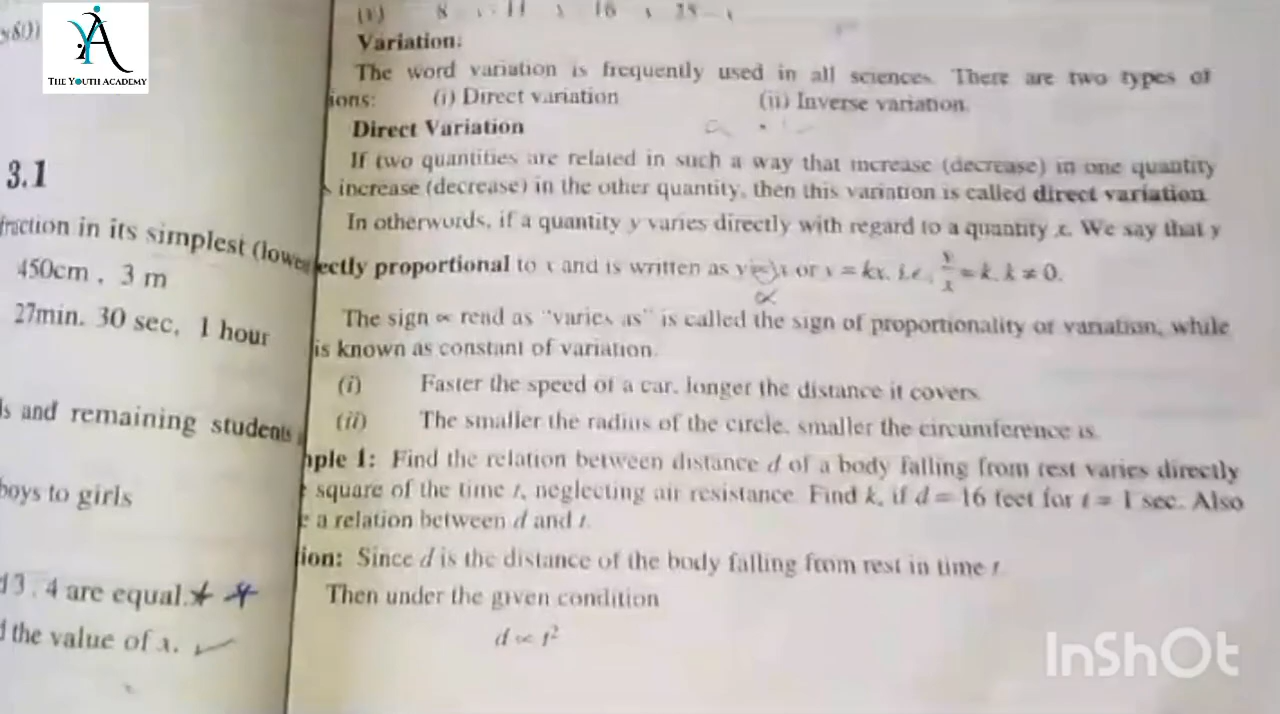 THE YOUTH ACADEMY
3.1
fraction in its simplest (lowes
450cm, 3 m
27min. 30 sec, 1 hour
ls and remaining students
boys to girls
3 : 4 are equal.
the value of x.
Variation:
The word variation is frequently used in all sciences. There are two types of
ions: (i) Direct variation (ii) Inverse variation.
Direct Variation
If two quantities are related in such a way that increase (decrease) in one quantity
increase (decrease) in the other quantity, then this variation is called direct variation
In otherwords, if a quantity y varies directly with regard to a quantity x. We say that y
ectly proportional to x and is written as y ∝ x or y = kx. i.e., y/x = k, k ≠ 0.
The sign ∝ read as "varies as" is called the sign of proportionality or variation, while
is known as constant of variation.
(i) Faster the speed of a car, longer the distance it covers.
(ii) The smaller the radius of the circle, smaller the circumference is.
mple 1: Find the relation between distance d of a body falling from rest varies directly
square of the time t, neglecting air resistance. Find k, if d = 16 feet for t = 1 sec. Also
e a relation between d and t.
tion: Since d is the distance of the body falling from rest in time t.
Then under the given condition
d ∝ t²
InShOt